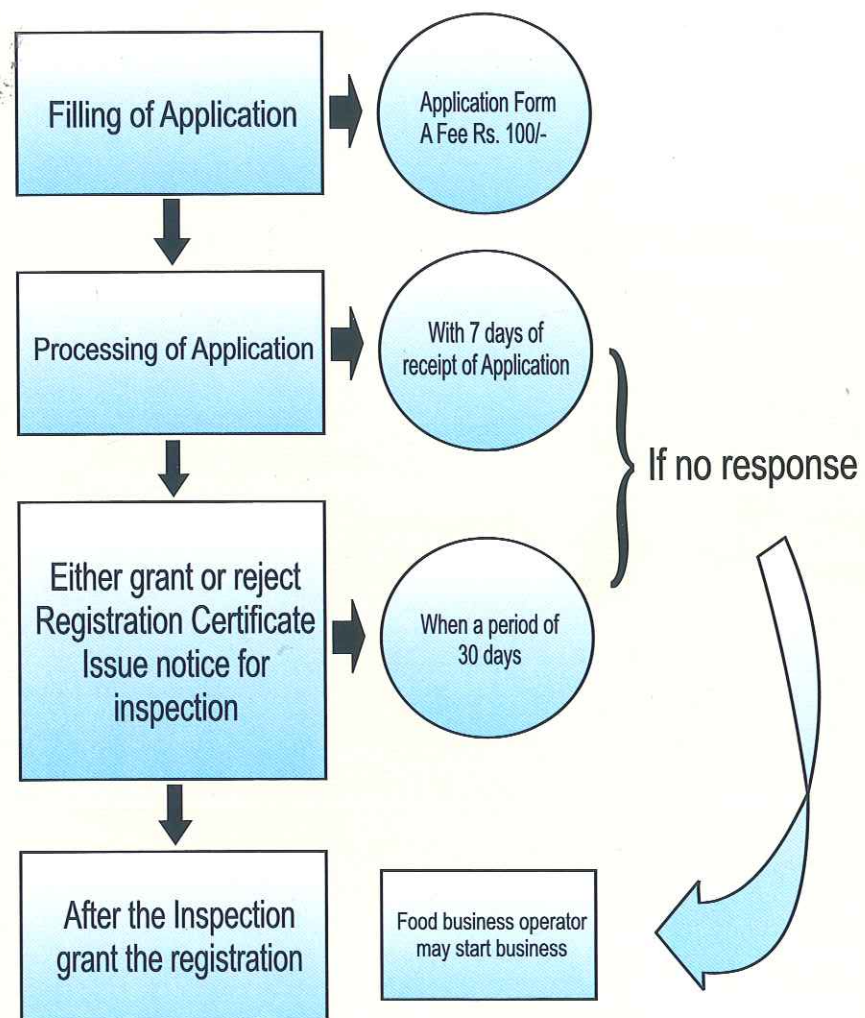 Filling of Application
Application Form
A Fee Rs. 100/-
Processing of Application
With 7 days of
receipt of Application
If no response
Either grant or reject
Registration Certificate
Issue notice for
inspection
When a period of
30 days
After the Inspection
grant the registration
Food business operator
may start business